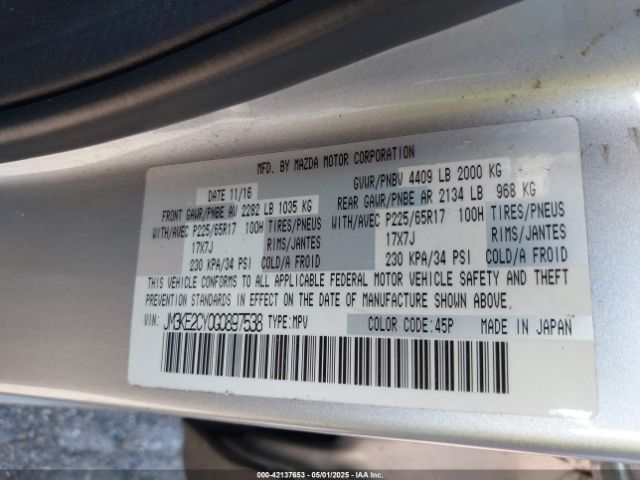 MFD. BY MAZDA MOTOR CORPORATION
DATE 11/16 GVWR/PNBV 4409 LB 2000 KG
FRONT GAWR/PNBE AV 2282 LB 1035 KG REAR GAWR/PNBE AR 2134 LB 968 KG
WITH/AVEC P225/65R17 100H TIRES/PNEUS WITH/AVEC P225/65R17 100H TIRES/PNEUS
17X7J RIMS/JANTES 17X7J RIMS/JANTES
230 KPA/34 PSI COLD/A FROID 230 KPA/34 PSI COLD/A FROID
THIS VEHICLE CONFORMS TO ALL APPLICABLE FEDERAL MOTOR VEHICLE SAFETY AND THEFT
PREVENTION STANDARDS IN EFFECT ON THE DATE OF MANUFACTURE SHOWN ABOVE.
VIN: JM3KE2CY0G0897538 TYPE:MPV COLOR CODE:45P MADE IN JAPAN
000-42137653 | 05/01/2025 | IAA Inc.